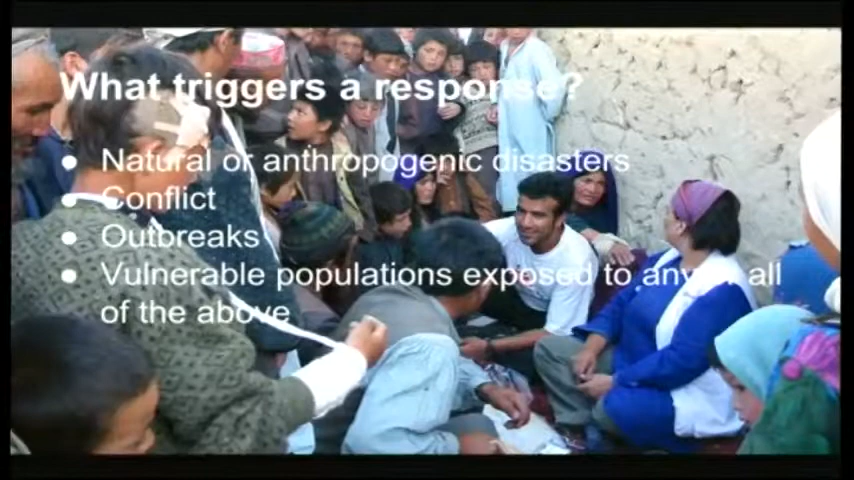 What triggers a response?
● Natural or anthropogenic disasters
● Conflict
● Outbreaks
● Vulnerable populations exposed to any or all
of the above